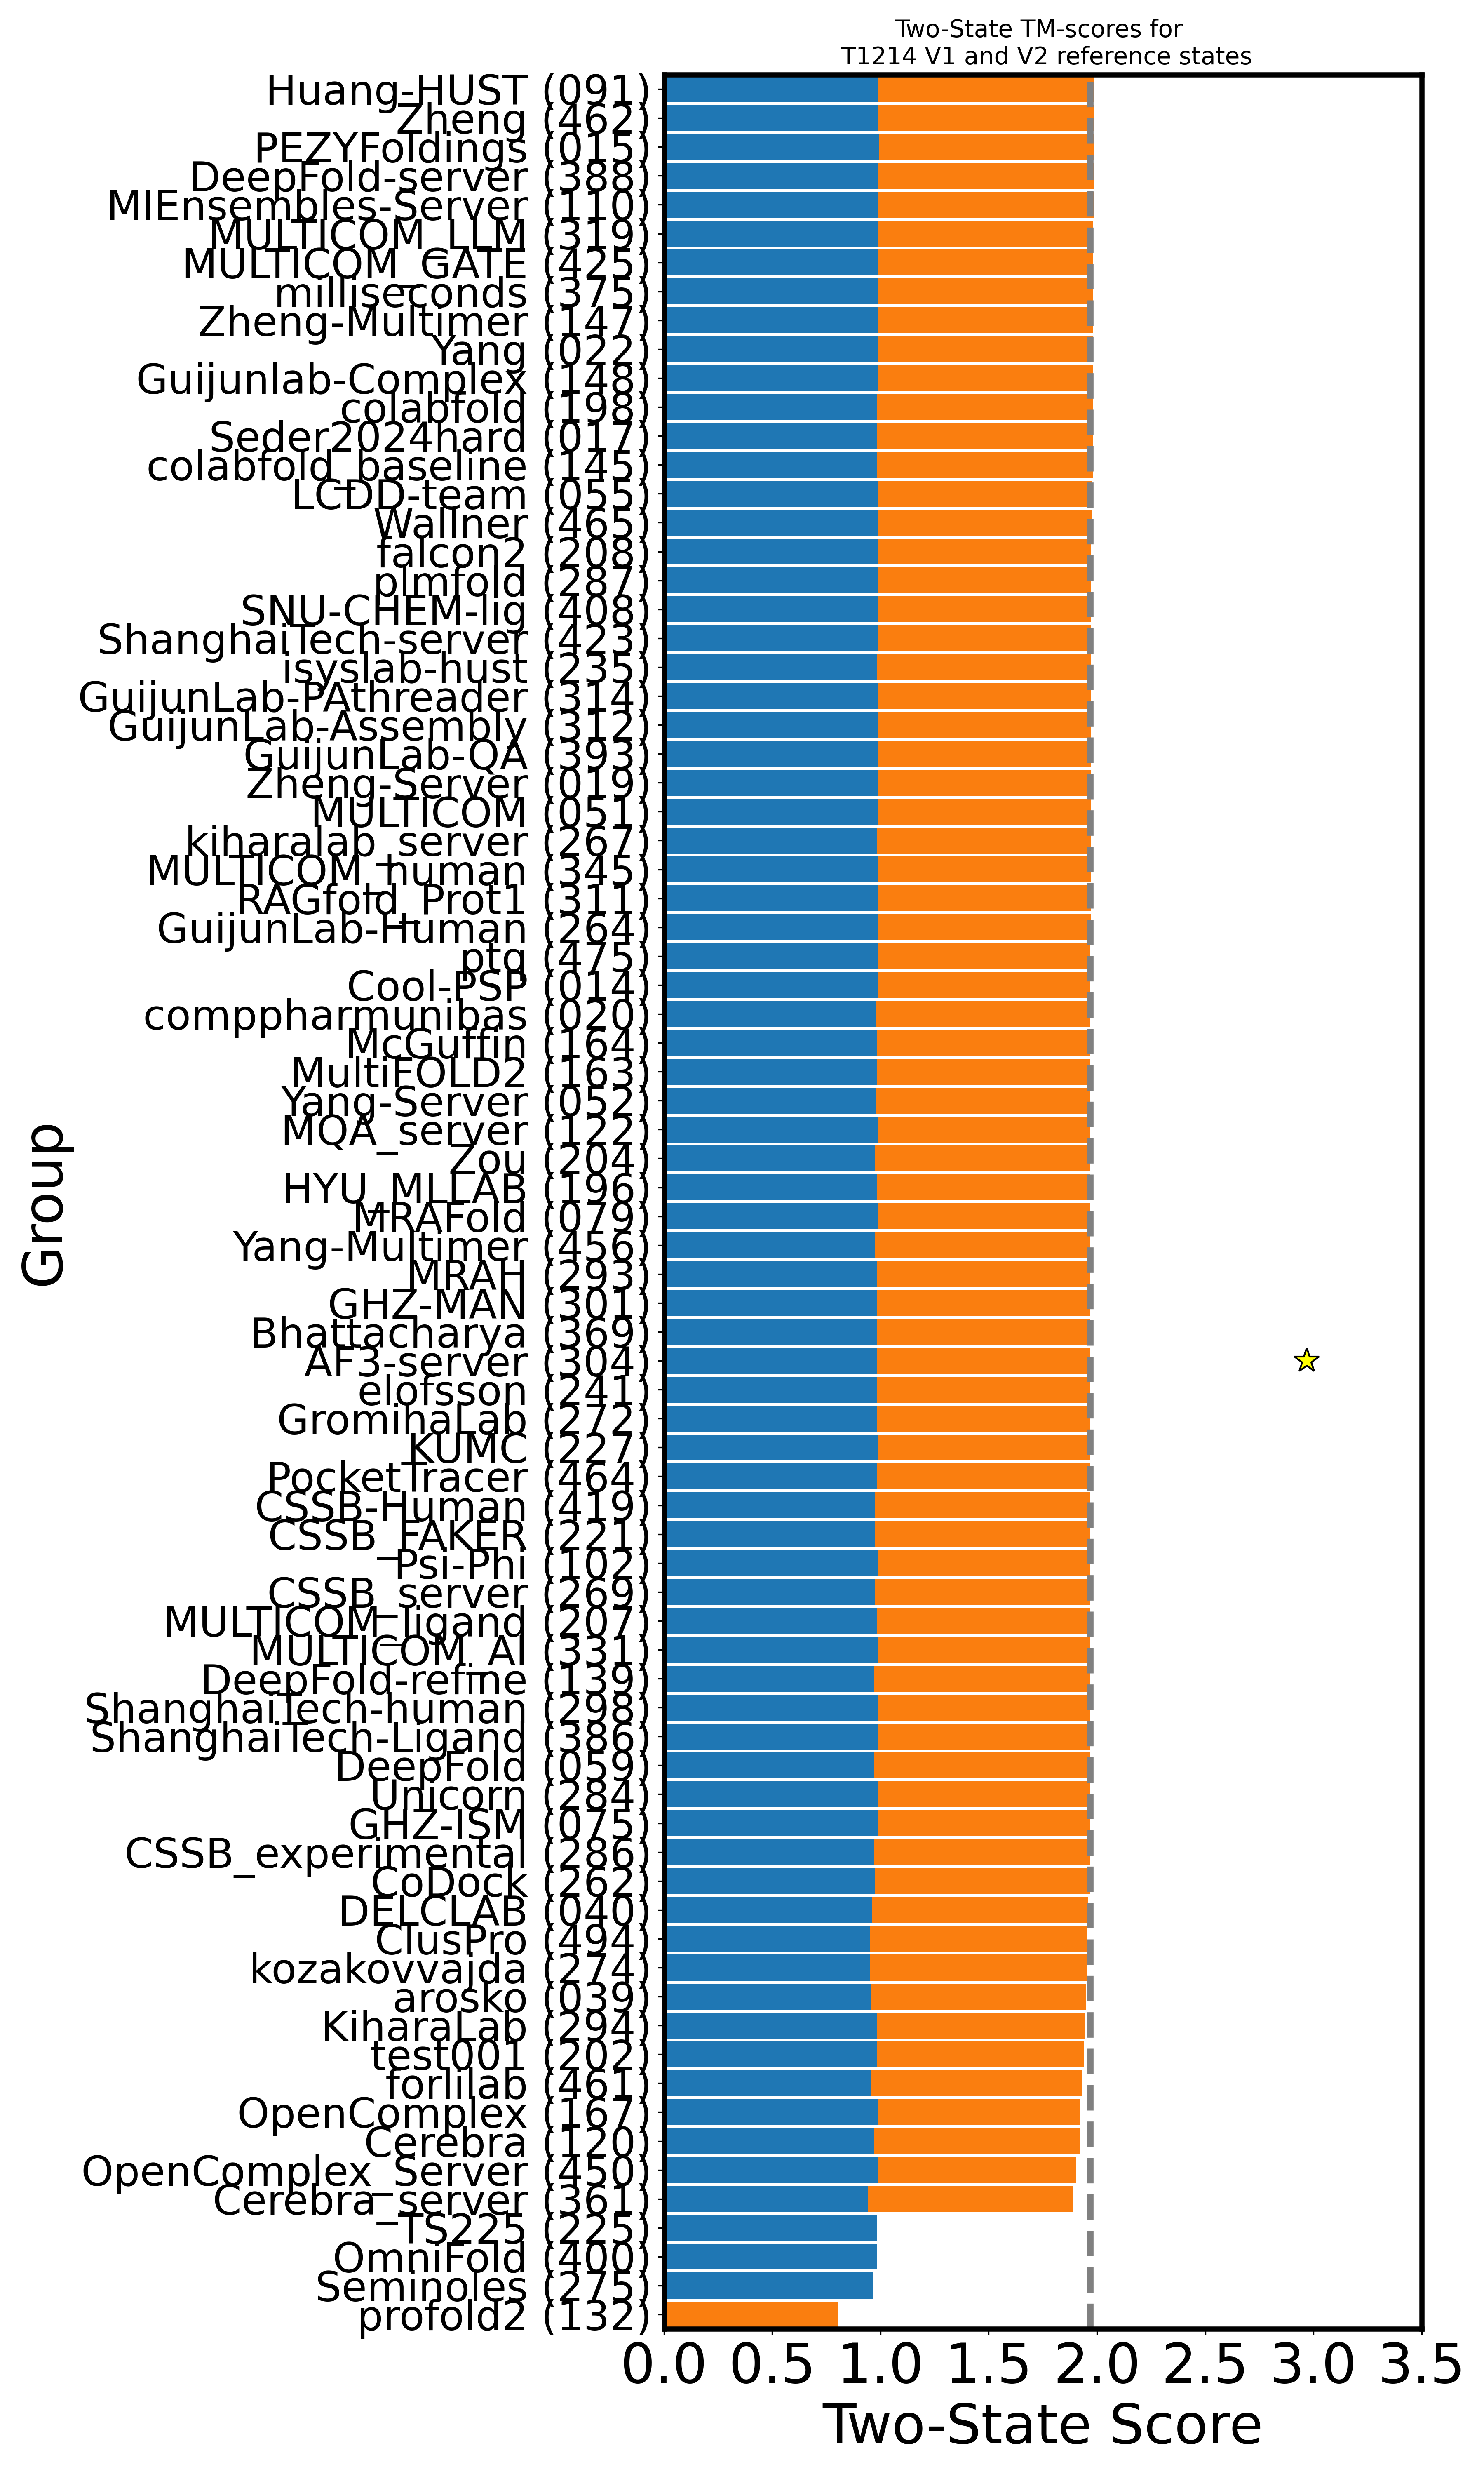 Two-State TM-scores for
T1214 V1 and V2 reference states
Huang-HUST (091)
Zheng (462)
PEZYFoldings (015)
DeepFold-server (388)
MIEnsembles-Server (110)
MULTICOM_LLM (319)
MULTICOM_GATE (425)
milliseconds (375)
Zheng-Multimer (147)
Yang (022)
Guijunlab-Complex (148)
colabfold (198)
Seder2024hard (017)
colabfold_baseline (145)
LCDD-team (055)
Wallner (465)
falcon2 (208)
plmfold (287)
SNU-CHEM-lig (408)
ShanghaiTech-server (423)
isyslab-hust (235)
GuijunLab-PAthreader (314)
GuijunLab-Assembly (312)
GuijunLab-QA (393)
Zheng-Server (019)
MULTICOM (051)
kiharalab_server (267)
MULTICOM_human (345)
RAGfold_Prot1 (311)
GuijunLab-Human (264)
ptq (475)
Cool-PSP (014)
comppharmunibas (020)
McGuffin (164)
MultiFOLD2 (163)
Yang-Server (052)
MQA_server (122)
Zou (204)
HYU_MLLAB (196)
MRAFold (079)
Yang-Multimer (456)
MRAH (293)
GHZ-MAN (301)
Bhattacharya (369)
AF3-server (304)
elofsson (241)
GromihaLab (272)
KUMC (227)
PocketTracer (464)
CSSB-Human (419)
CSSB_FAKER (221)
Psi-Phi (102)
CSSB_server (269)
MULTICOM_ligand (207)
MULTICOM_AI (331)
DeepFold-refine (139)
ShanghaiTech-human (298)
ShanghaiTech-Ligand (386)
DeepFold (059)
Unicorn (284)
GHZ-ISM (075)
CSSB_experimental (286)
CoDock (262)
DELCLAB (040)
ClusPro (494)
kozakovvajda (274)
arosko (039)
KiharaLab (294)
test001 (202)
forlilab (461)
OpenComplex (167)
Cerebra (120)
OpenComplex_Server (450)
Cerebra_server (361)
TS225 (225)
OmniFold (400)
Seminoles (275)
profold2 (132)
Group
0.0 0.5 1.0 1.5 2.0 2.5 3.0 3.5
Two-State Score